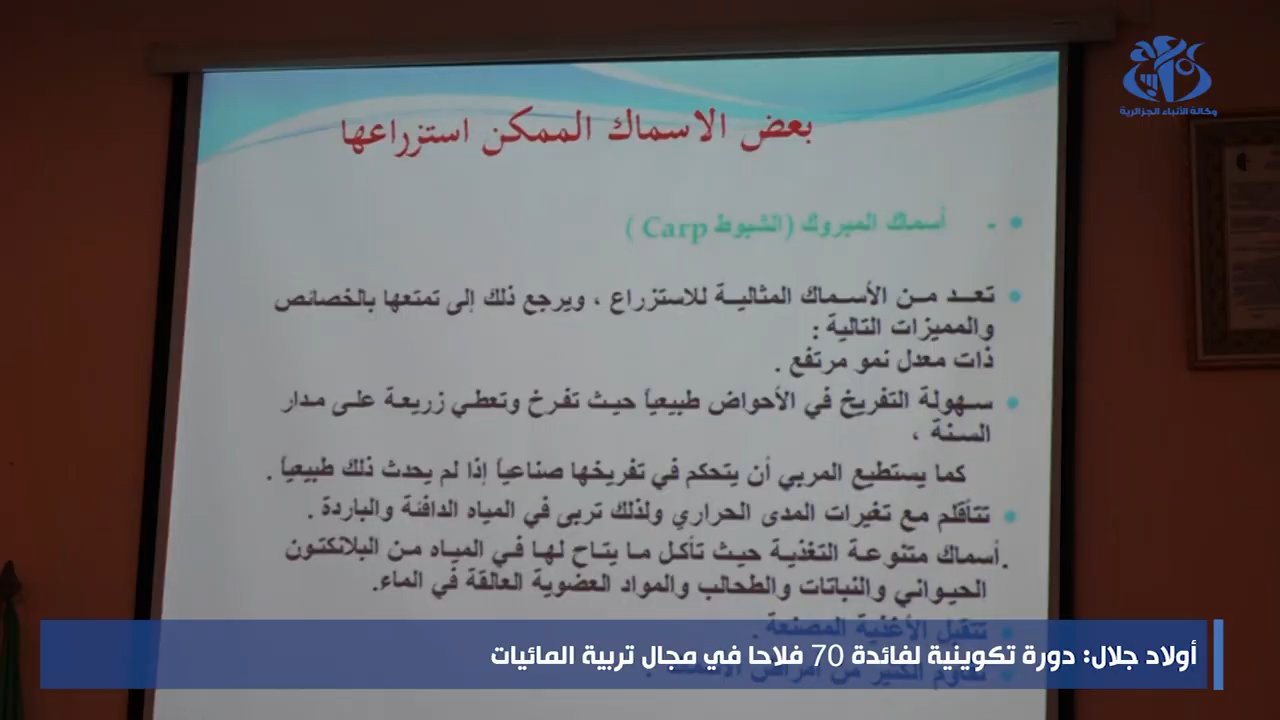 وكالة الأنباء الجزائرية
بعض الاسماك الممكن استزراعها
- أسماك المبروك (الشبوط Carp )
تعد من الأسماك المثالية للاستزراع ، ويرجع ذلك إلى تمتعها بالخصائص
والمميزات التالية :
ذات معدل نمو مرتفع .
سهولة التفريخ في الأحواض طبيعياً حيث تفرخ وتعطي زريعة على مدار
السنة ،
كما يستطيع المربي أن يتحكم في تفريخها صناعياً إذا لم يحدث ذلك طبيعياً .
تتأقلم مع تغيرات المدى الحراري ولذلك تربى في المياه الدافئة والباردة .
.أسماك متنوعة التغذية حيث تأكل ما يتاح لها في المياه من البلانكتون
الحيواني والنباتات والطحالب والمواد العضوية العالقة في الماء.
تتقبل الأغذية المصنعة .
تقاوم الكثير من أمراض الأسماك
أولاد جلال: دورة تكوينية لفائدة 70 فلاحا في مجال تربية المائيات